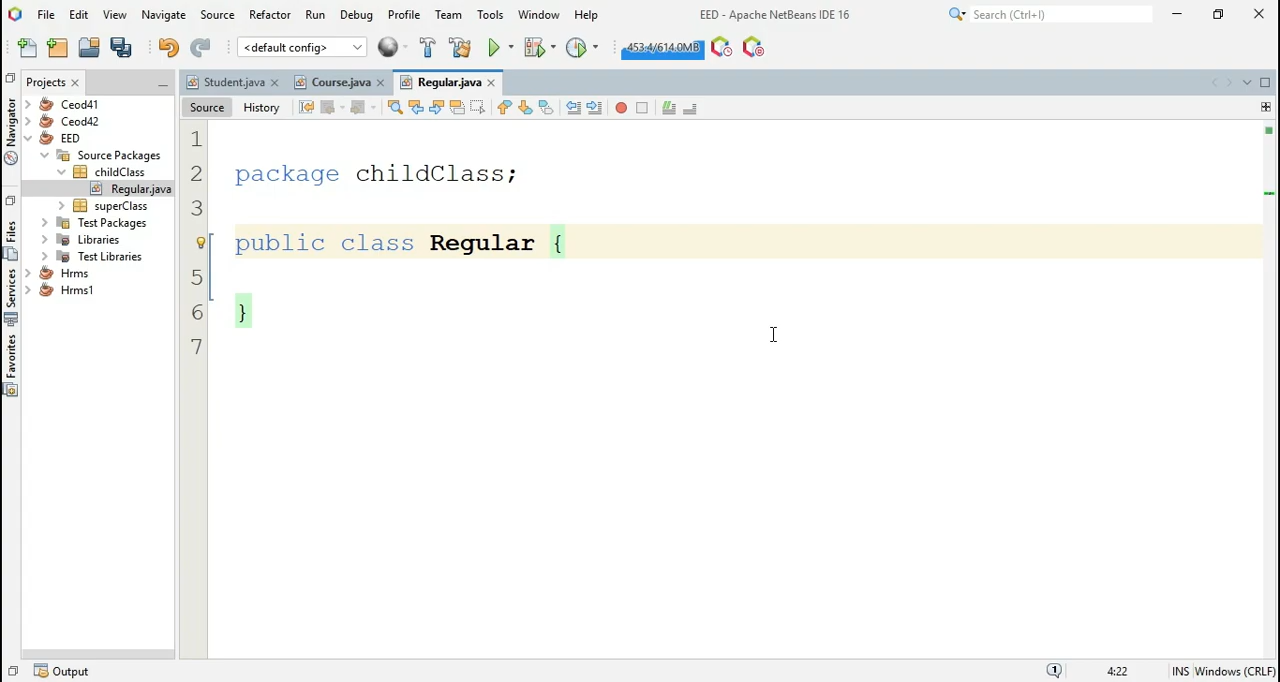 File Edit View Navigate Source Refactor Run Debug Profile Team Tools Window Help EED - Apache NetBeans IDE 16 Search (Ctrl+I)
<default config> 453.4/614.0MB
Projects Student.java Course.java Regular.java
Source History
Navigator
Files
Services
Favorites
Ceod41
Ceod42
EED
Source Packages
childClass
Regular.java
superClass
Test Packages
Libraries
Test Libraries
Hrms
Hrms1
1
2 package childClass;
3
public class Regular {
5
6 }
7
Output 1 4:22 INS Windows (CRLF)